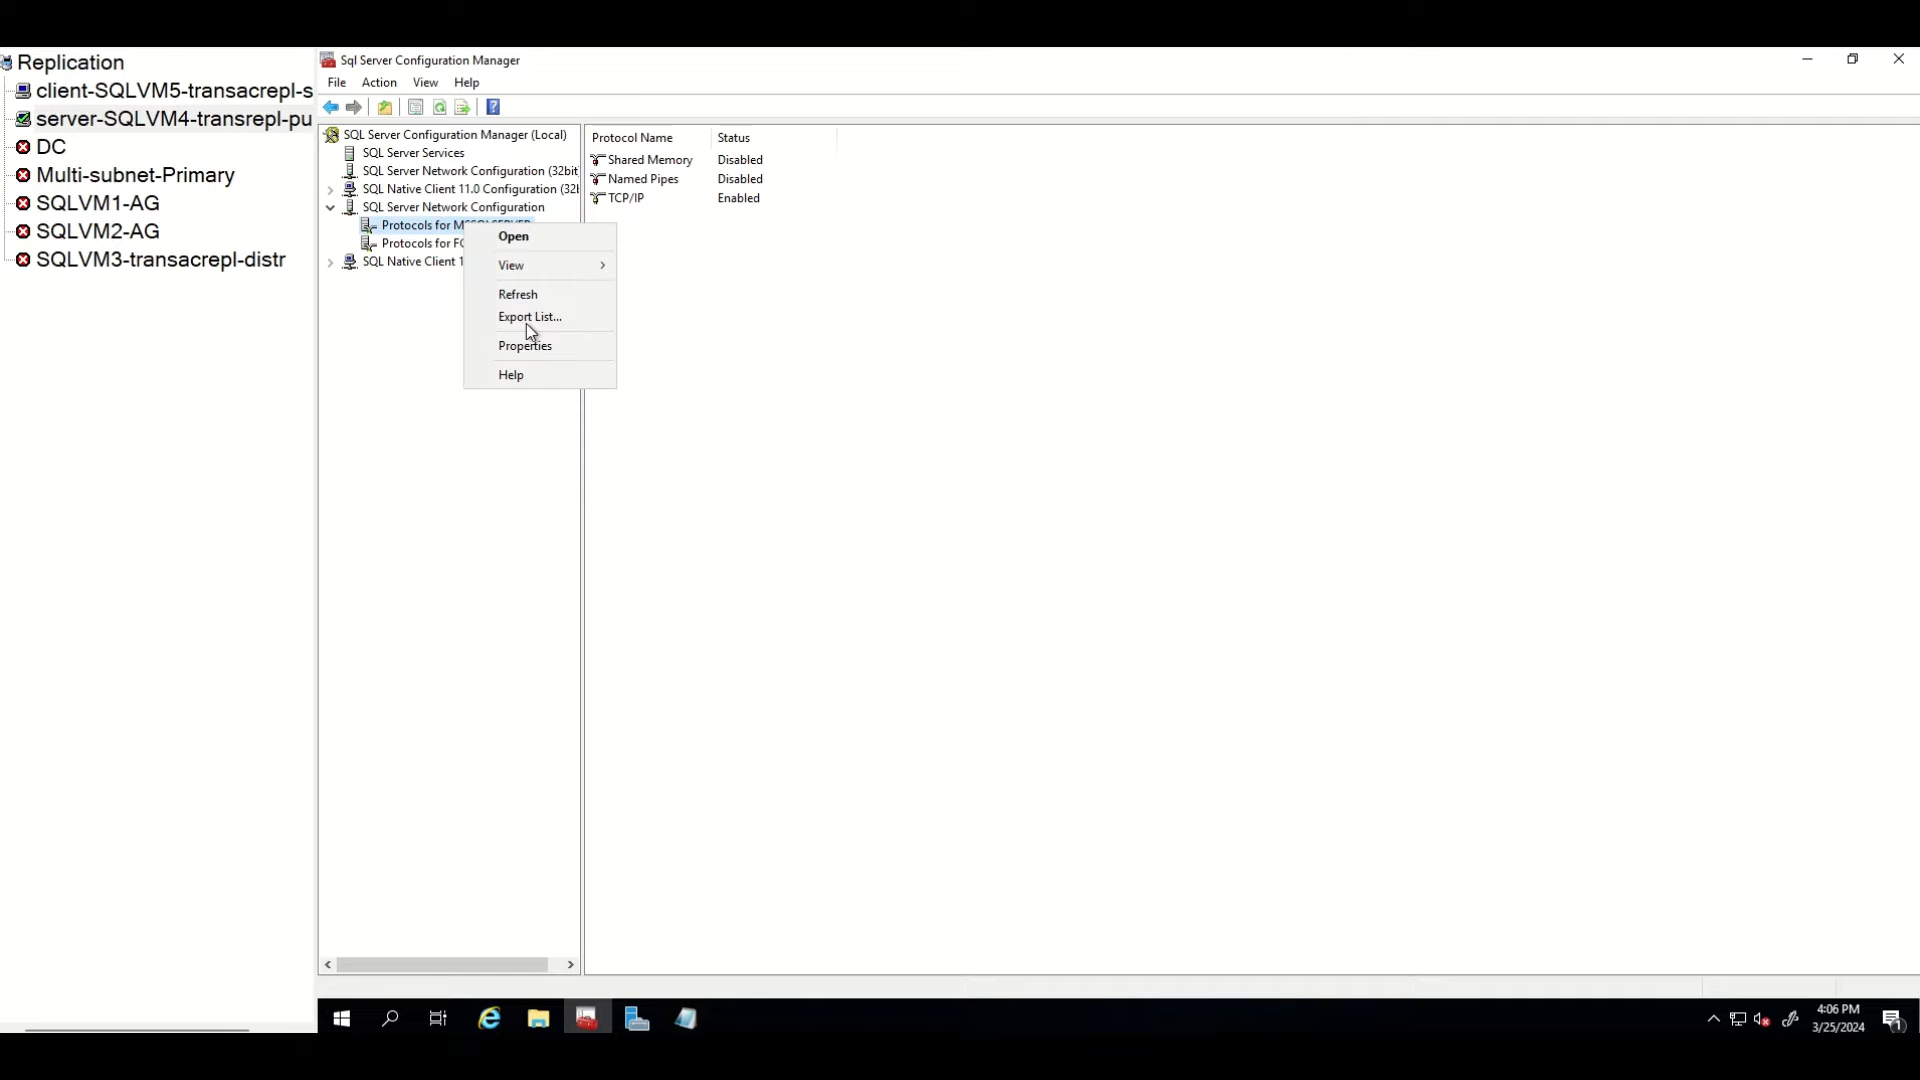 Replication
client-SQLVM5-transacrepl-s
server-SQLVM4-transrepl-pu
DC
Multi-subnet-Primary
SQLVM1-AG
SQLVM2-AG
SQLVM3-transacrepl-distr
Sql Server Configuration Manager
File Action View Help
SQL Server Configuration Manager (Local)
SQL Server Services
SQL Server Network Configuration (32bit
SQL Native Client 11.0 Configuration (32b
SQL Server Network Configuration
Protocols for MSSQLSERVER
Protocols for FC
SQL Native Client 1
Open
View
Refresh
Export List...
Properties
Help
Protocol Name Status
Shared Memory Disabled
Named Pipes Disabled
TCP/IP Enabled
4:06 PM
3/25/2024
1